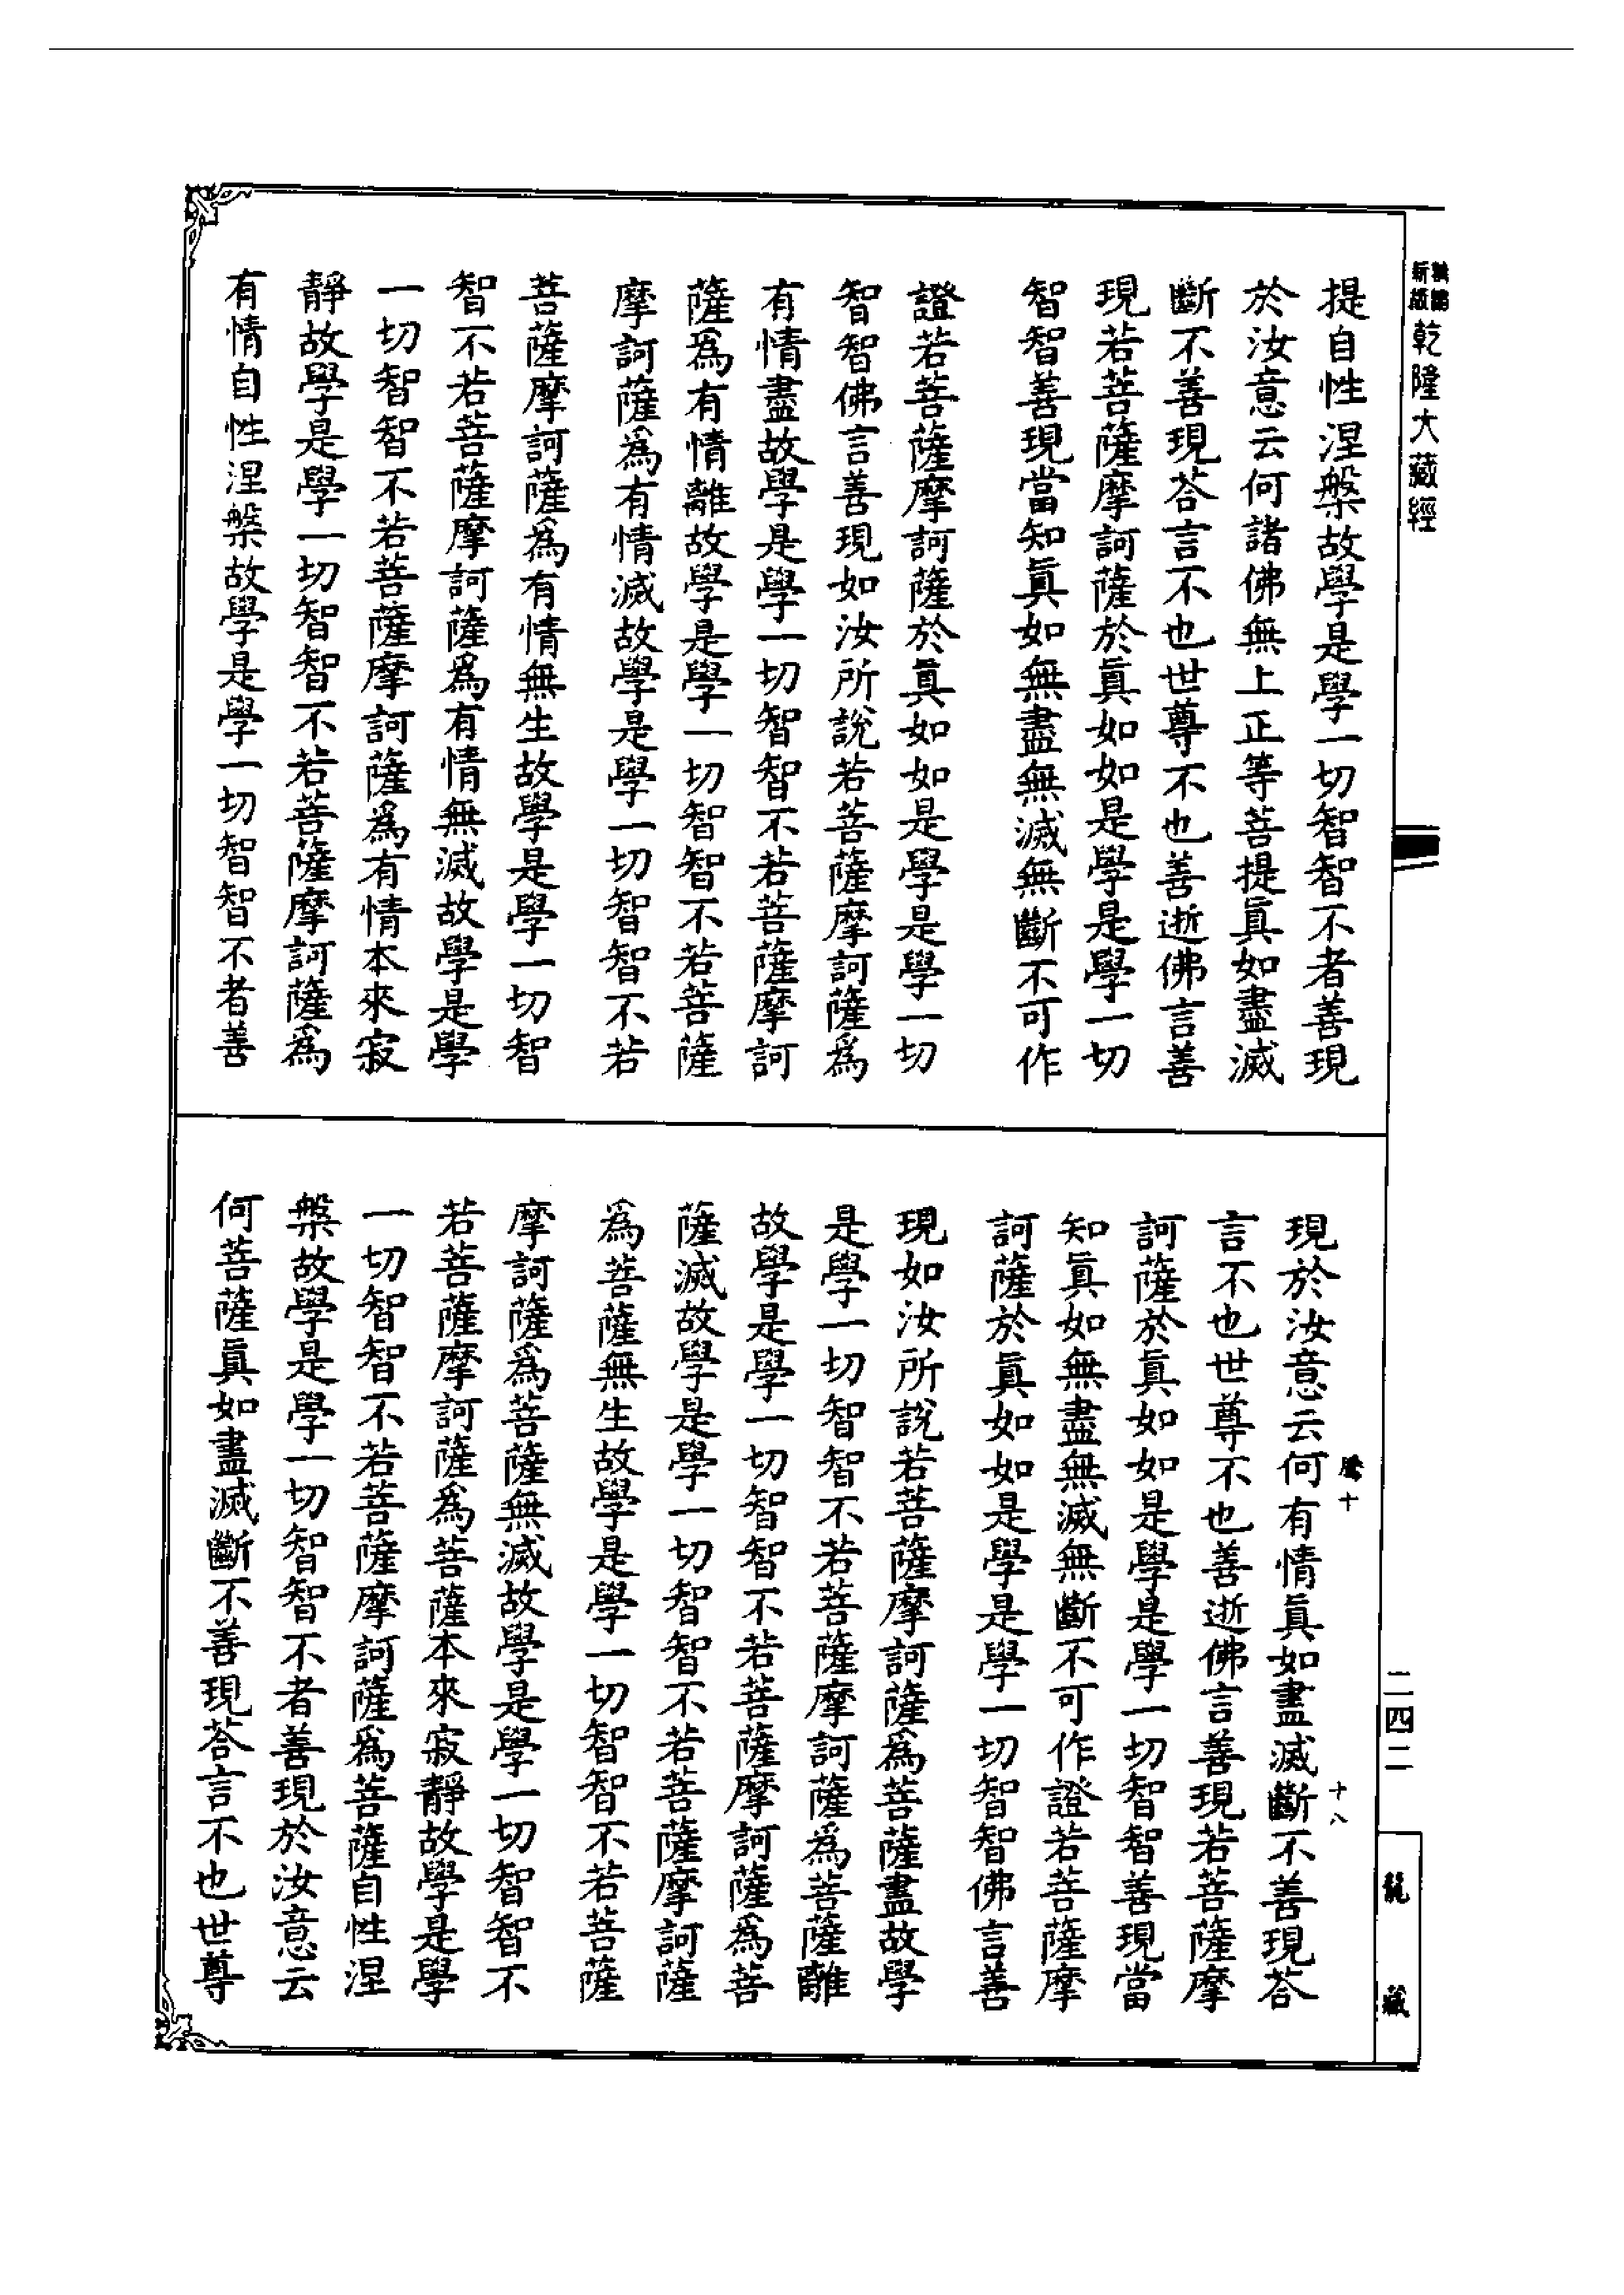 乾隆大藏經
提自性涅槃故學是學一切智智不者善現
於汝意云何諸佛無上正等菩提眞如盡滅
斷不善現荅言不也世尊不也善逝佛言善
現若菩薩摩訶薩於眞如如是學是學一切
智智善現當知眞如無盡無滅無斷不可作
證若菩薩摩訶薩於眞如如是學是學一切
智智佛言善現如汝所說若菩薩摩訶薩爲
有情盡故學是學一切智智不若菩薩摩訶
薩爲有情離故學是學一切智智不若菩薩
摩訶薩爲有情滅故學是學一切智智不若
菩薩摩訶薩爲有情無生故學是學一切智
智不若菩薩摩訶薩爲有情無滅故學是學
一切智智不若菩薩摩訶薩爲有情本來寂
靜故學是學一切智智不若菩薩摩訶薩爲
有情自性涅槃故學是學一切智智不者善
現於汝意云何有情眞如盡滅斷不善現荅
言不也世尊不也善逝佛言善現若菩薩摩
訶薩於眞如如是學是學一切智智善現當
知眞如無盡無滅無斷不可作證若菩薩摩
訶薩於眞如如是學是學一切智智佛言善
現如汝所說若菩薩摩訶薩爲菩薩盡故學
是學一切智智不若菩薩摩訶薩爲菩薩離
故學是學一切智智不若菩薩摩訶薩爲菩
薩滅故學是學一切智智不若菩薩摩訶薩
爲菩薩無生故學是學一切智智不若菩薩
摩訶薩爲菩薩無滅故學是學一切智智不
若菩薩摩訶薩爲菩薩本來寂靜故學是學
一切智智不若菩薩摩訶薩爲菩薩自性涅
槃故學是學一切智智不者善現於汝意云
何菩薩眞如盡滅斷不善現荅言不也世尊
十
十八
二四二
龍藏